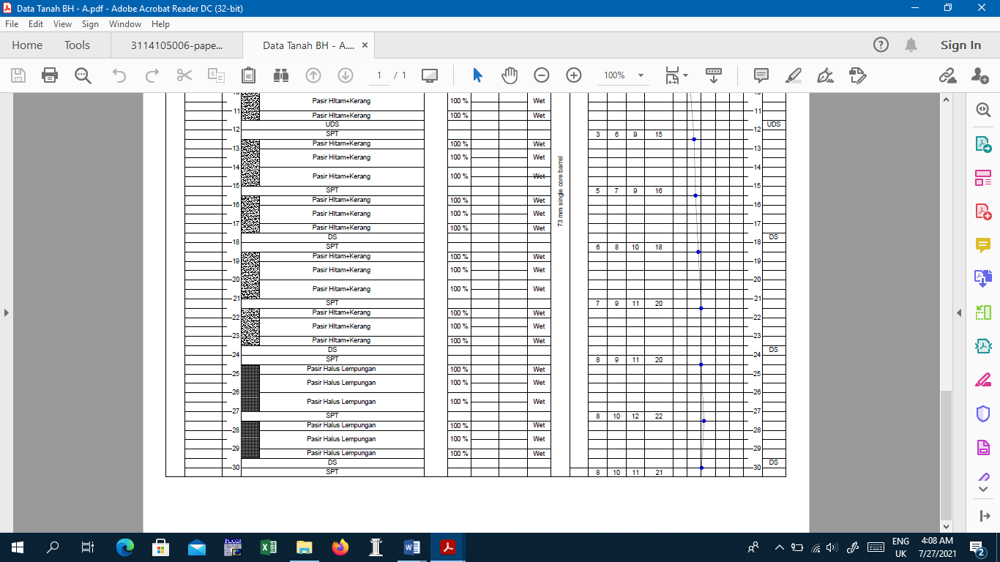 Data Tanah BH - A.pdf - Adobe Acrobat Reader DC (32-bit)
File Edit View Sign Window Help
Home Tools 3114105006-pape... Data Tanah BH - A.... × Sign In
1 / 1 100%
Pasir HItam+Kerang 100 % Wet
11 11
Pasir HItam+Kerang 100 % Wet
UDS UDS
12 12
SPT 3 6 9 15
Pasir Hitam+Kerang 100 % Wet
13 13
Pasir HItam+Kerang 100 % Wet
14 14
Pasir HItam+Kerang 100 % Wet
15 15
SPT 5 7 9 16
Pasir HItam+Kerang 100 % Wet
16 16
Pasir HItam+Kerang 100 % Wet
17 17
Pasir HItam+Kerang 100 % Wet
73 mm single core barrel
DS DS
18 18
SPT 6 8 10 18
Pasir HItam+Kerang 100 % Wet
19 19
Pasir HItam+Kerang 100 % Wet
20 20
Pasir HItam+Kerang 100 % Wet
21 21
SPT 7 9 11 20
Pasir HItam+Kerang 100 % Wet
22 22
Pasir HItam+Kerang 100 % Wet
23 23
Pasir HItam+Kerang 100 % Wet
DS DS
24 24
SPT 8 9 11 20
Pasir Halus Lempungan 100 % Wet
25 25
Pasir Halus Lempungan 100 % Wet
26 26
Pasir Halus Lempungan 100 % Wet
27 27
SPT 8 10 12 22
Pasir Halus Lempungan 100 % Wet
28 28
Pasir Halus Lempungan 100 % Wet
29 29
Pasir Halus Lempungan 100 % Wet
DS DS
30 30
SPT 8 10 11 21
PLAXIS
ENG 4:08 AM
UK 7/27/2021 2